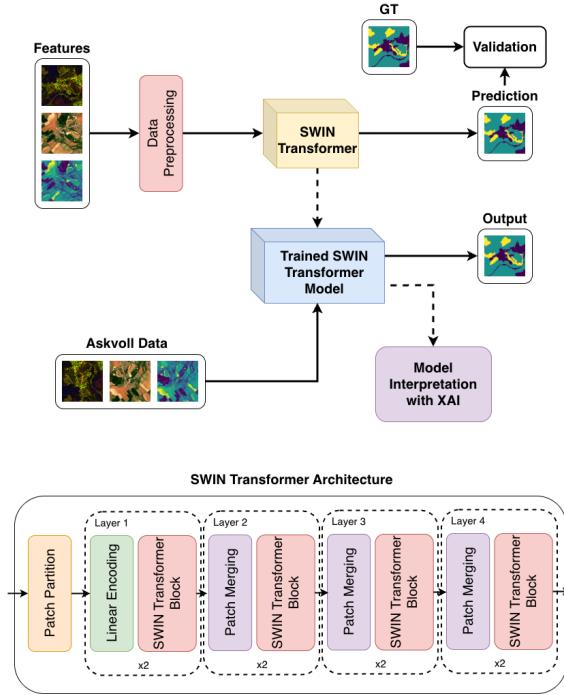 GT
Features
Validation
Data
Preprocessing
SWIN
Transformer
Prediction
Output
Trained SWIN
Transformer
Model
Askvoll Data
Model
Interpretation
with XAI
SWIN Transformer Architecture
Patch Partition
Layer 1
Linear Encoding
SWIN Transformer
Block
x2
Layer 2
Patch Merging
SWIN Transformer
Block
x2
Layer 3
Patch Merging
SWIN Transformer
Block
x2
Layer 4
Patch Merging
SWIN Transformer
Block
x2